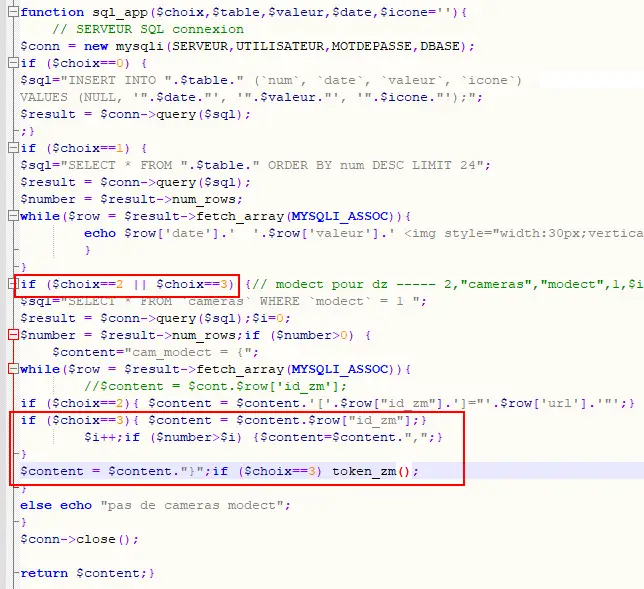 function sql_app($choix,$table,$valeur,$date,$icone=''){
// SERVEUR SQL connexion
$conn = new mysqli(SERVEUR,UTILISATEUR,MOTDEPASSE,DBASE);
if ($choix==0) {
$sql="INSERT INTO ".$table." (`num`, `date`, `valeur`, `icone`)
VALUES (NULL, '".$date."', '".$valeur."', '".$icone."');";
$result = $conn->query($sql);
;}
if ($choix==1) {
$sql="SELECT * FROM ".$table." ORDER BY num DESC LIMIT 24";
$result = $conn->query($sql);
$number = $result->num_rows;
while($row = $result->fetch_array(MYSQLI_ASSOC)){
echo $row['date'].'  '.$row['valeur'].' <img style="width:30px;vertica
}
}
if ($choix==2 || $choix==3) {// modect pour dz ----- 2,"cameras","modect",1,$i
$sql="SELECT * FROM `cameras` WHERE `modect` = 1 ";
$result = $conn->query($sql);$i=0;
$number = $result->num_rows;if ($number>0) {
$content="cam_modect = {";
while($row = $result->fetch_array(MYSQLI_ASSOC)){
//$content = $cont.$row['id_zm'];
if ($choix==2){ $content = $content.'['.$row["id_zm"].']="'.$row['url'].'"';}
if ($choix==3){ $content = $content.$row["id_zm"];}
$i++;if ($number>$i) {$content=$content.",";}
}
$content = $content."}";if ($choix==3) token_zm();
}
else echo "pas de cameras modect";
}
$conn->close();
return $content;}